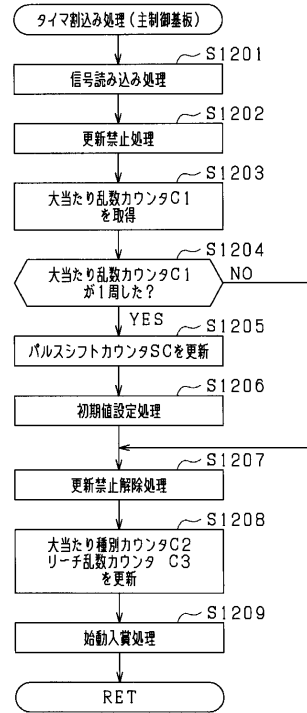 タイマ割込み処理(主制御基板)
S1201
信号読み込み処理
S1202
更新禁止処理
S1203
大当たり乱数カウンタC1
を取得
S1204
大当たり乱数カウンタC1
が1周した?
NO
YES
S1205
パルスシフトカウンタSCを更新
S1206
初期値設定処理
S1207
更新禁止解除処理
S1208
大当たり種別カウンタC2
リーチ乱数カウンタ C3
を更新
S1209
始動入賞処理
RET